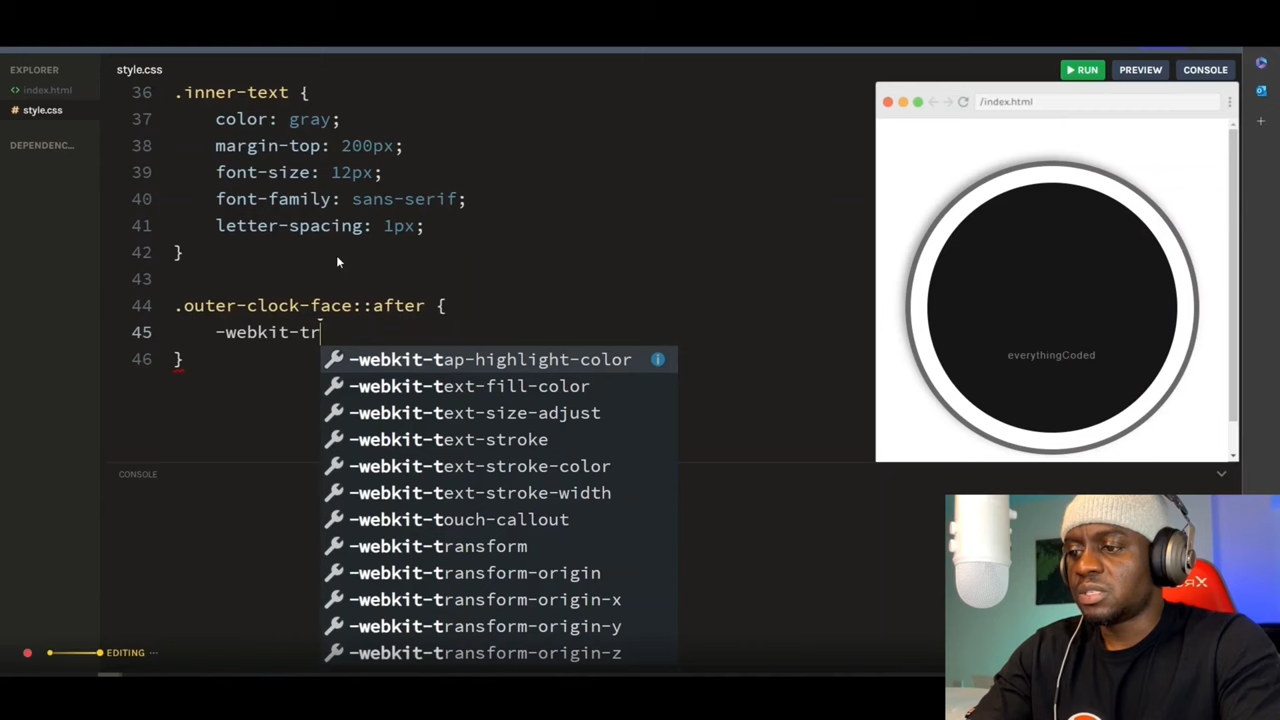 EXPLORER
<> index.html
# style.css
DEPENDENC...
style.css
RUN
PREVIEW
CONSOLE
36 .inner-text {
37 color: gray;
38 margin-top: 200px;
39 font-size: 12px;
40 font-family: sans-serif;
41 letter-spacing: 1px;
42 }
43
44 .outer-clock-face::after {
45 -webkit-tr
46 }
-webkit-tap-highlight-color
-webkit-text-fill-color
-webkit-text-size-adjust
-webkit-text-stroke
-webkit-text-stroke-color
-webkit-text-stroke-width
-webkit-touch-callout
-webkit-transform
-webkit-transform-origin
-webkit-transform-origin-x
-webkit-transform-origin-y
-webkit-transform-origin-z
CONSOLE
EDITING ...
/index.html
everythingCoded